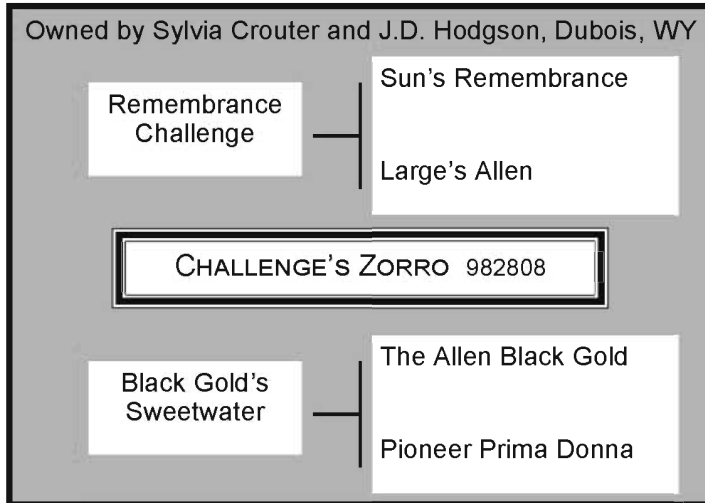 Owned by Sylvia Crouter and J.D. Hodgson, Dubois, WY
Remembrance
Challenge
Sun's Remembrance
Large's Allen
CHALLENGE'S ZORRO 982808
Black Gold's
Sweetwater
The Allen Black Gold
Pioneer Prima Donna